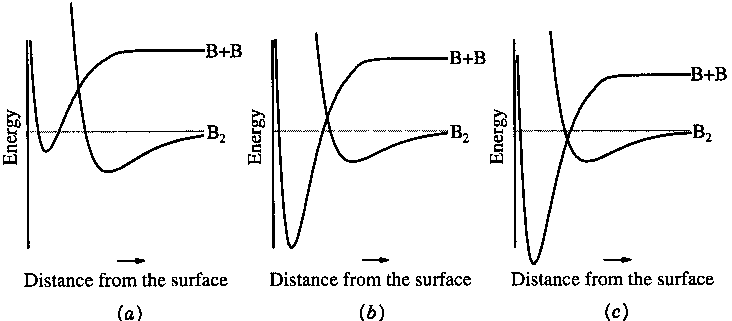 Energy
B+B
B₂
Distance from the surface
(a)
Energy
B+B
B₂
Distance from the surface
(b)
Energy
B+B
B₂
Distance from the surface
(c)